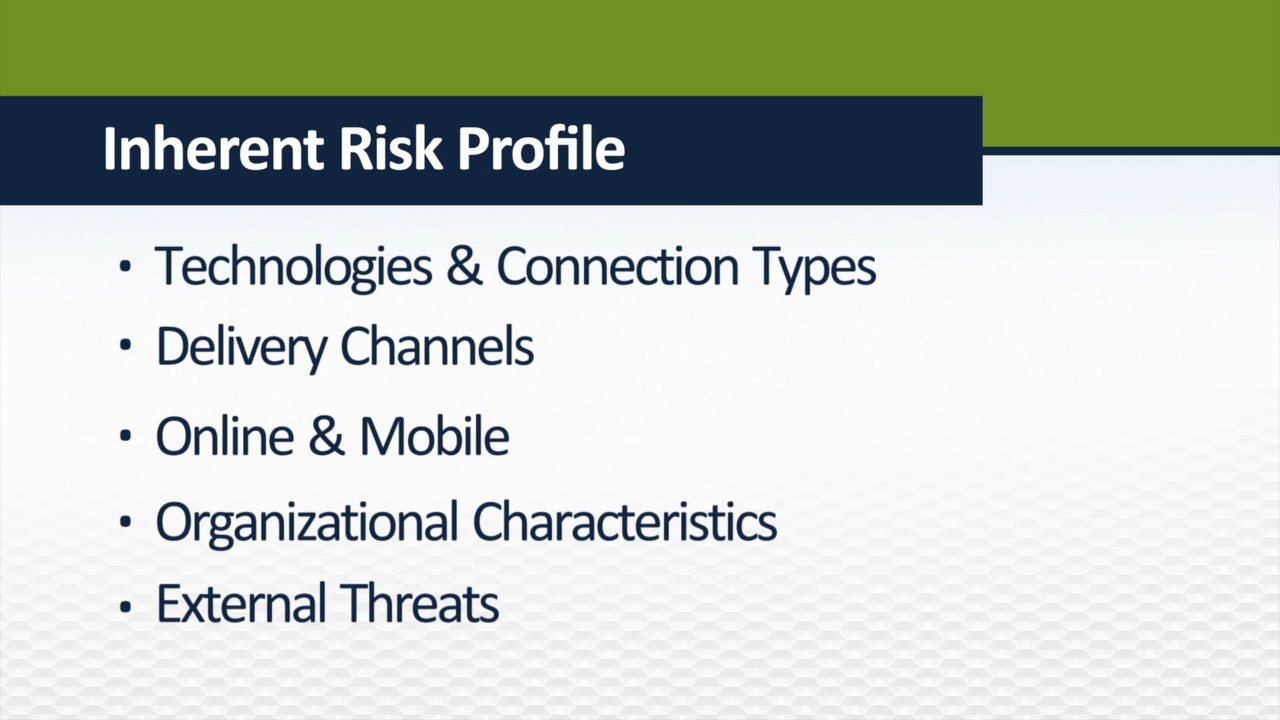 Inherent Risk Profile
• Technologies & Connection Types
• Delivery Channels
• Online & Mobile
• Organizational Characteristics
• External Threats